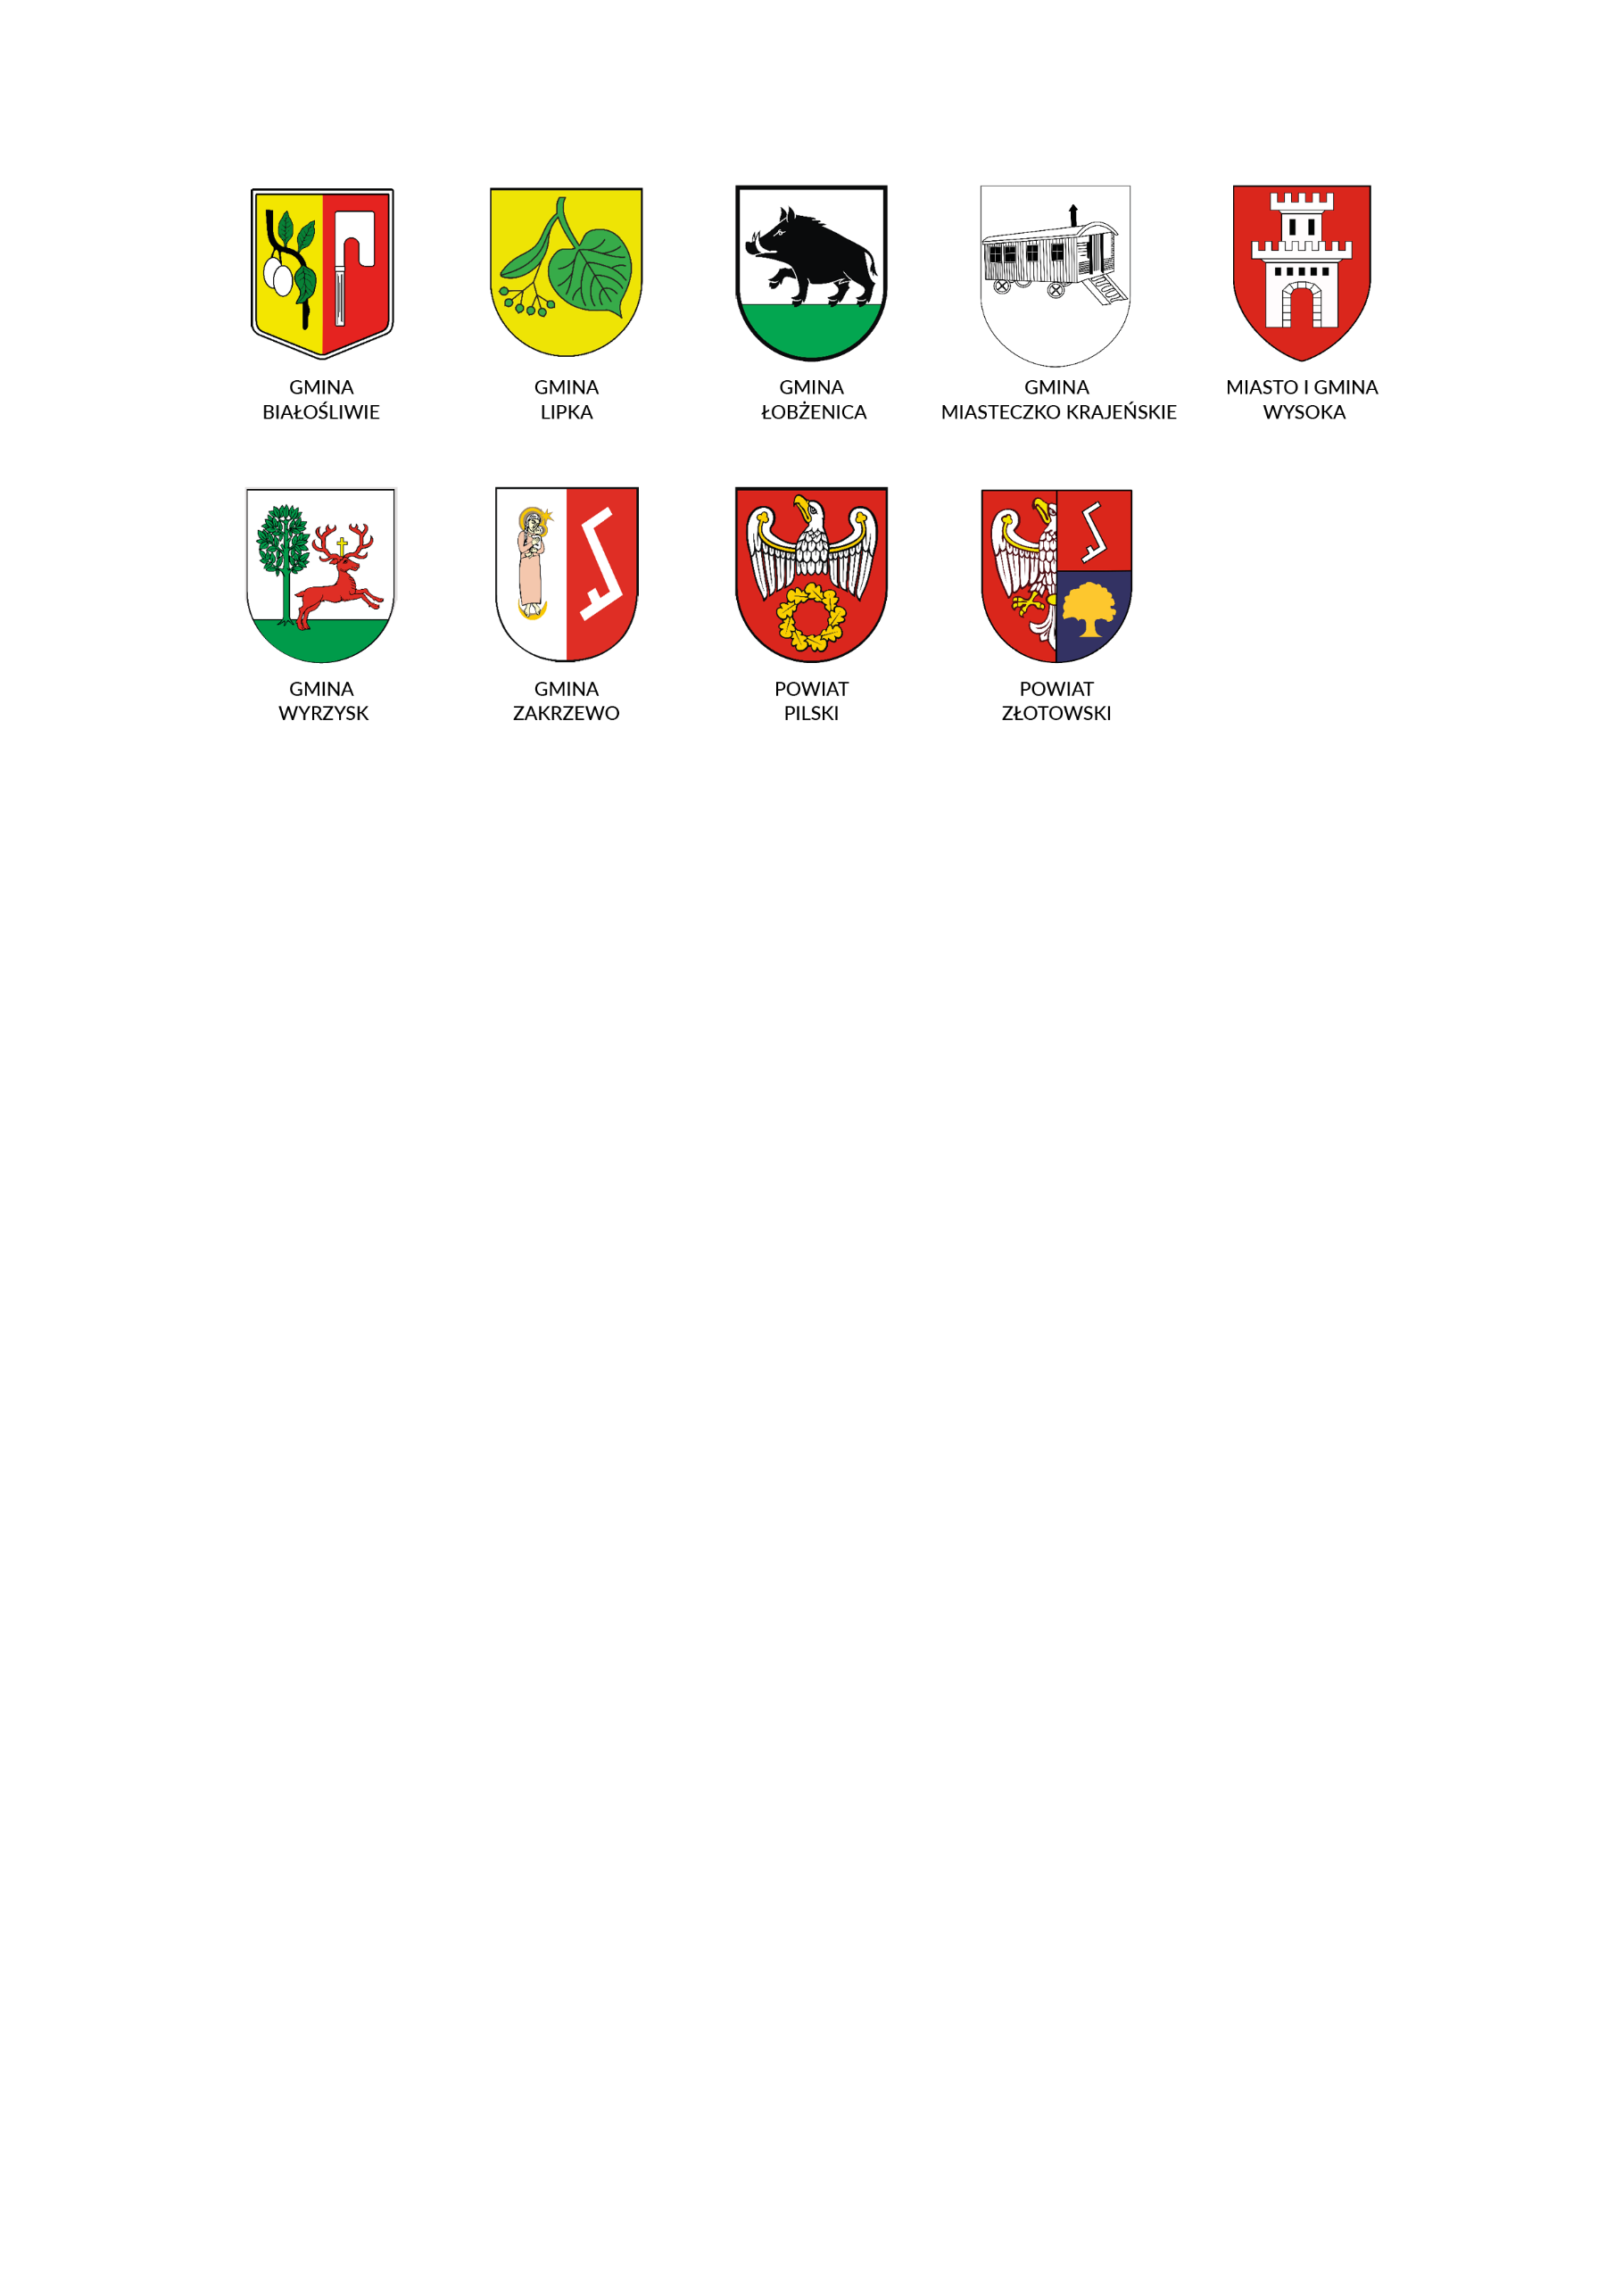 GMINA
BIAŁOŚLIWIE
GMINA
LIPKA
GMINA
ŁOBŻENICA
GMINA
MIASTECZKO KRAJEŃSKIE
MIASTO I GMINA
WYSOKA
GMINA
WYRZYSK
GMINA
ZAKRZEWO
POWIAT
PILSKI
POWIAT
ZŁOTOWSKI